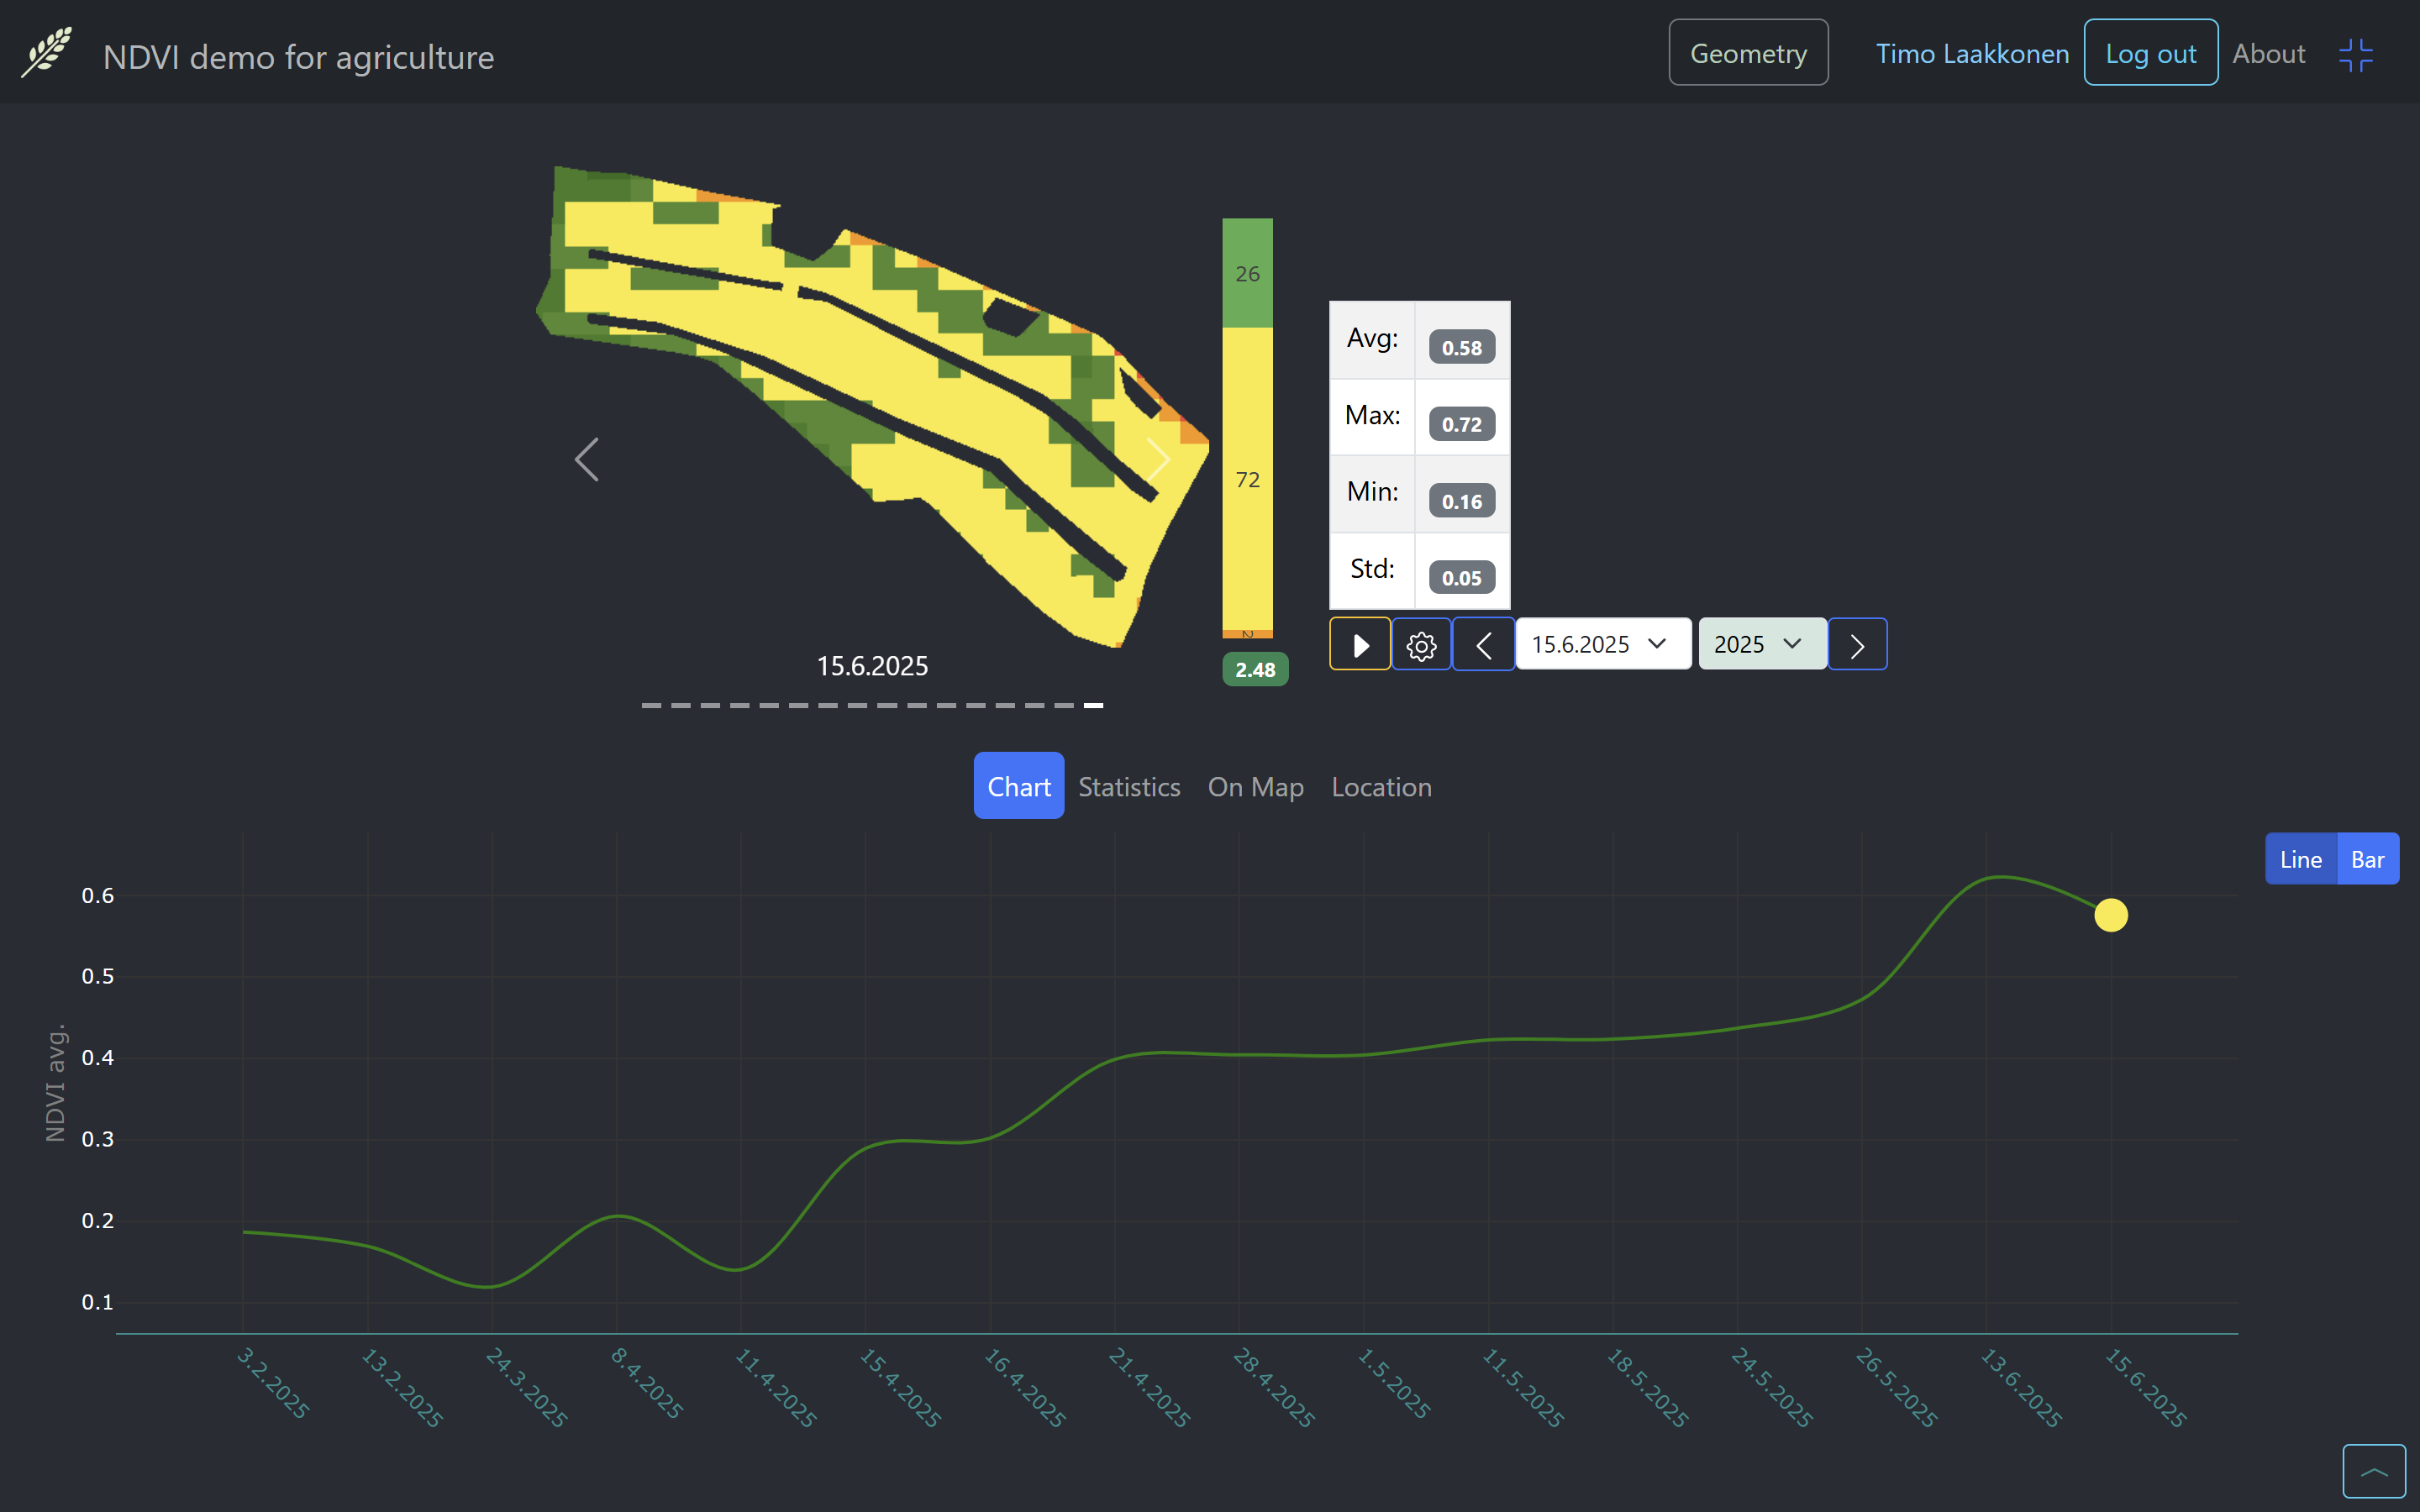 NDVI demo for agriculture
Geometry
Timo Laakkonen
Log out
About
26
72
2
2.48
Avg: 0.58
Max: 0.72
Min: 0.16
Std: 0.05
15.6.2025
2025
15.6.2025
Chart
Statistics
On Map
Location
Line
Bar
NDVI avg.
0.6
0.5
0.4
0.3
0.2
0.1
3.2.2025
13.2.2025
24.3.2025
8.4.2025
11.4.2025
15.4.2025
16.4.2025
21.4.2025
28.4.2025
1.5.2025
11.5.2025
18.5.2025
24.5.2025
26.5.2025
13.6.2025
15.6.2025